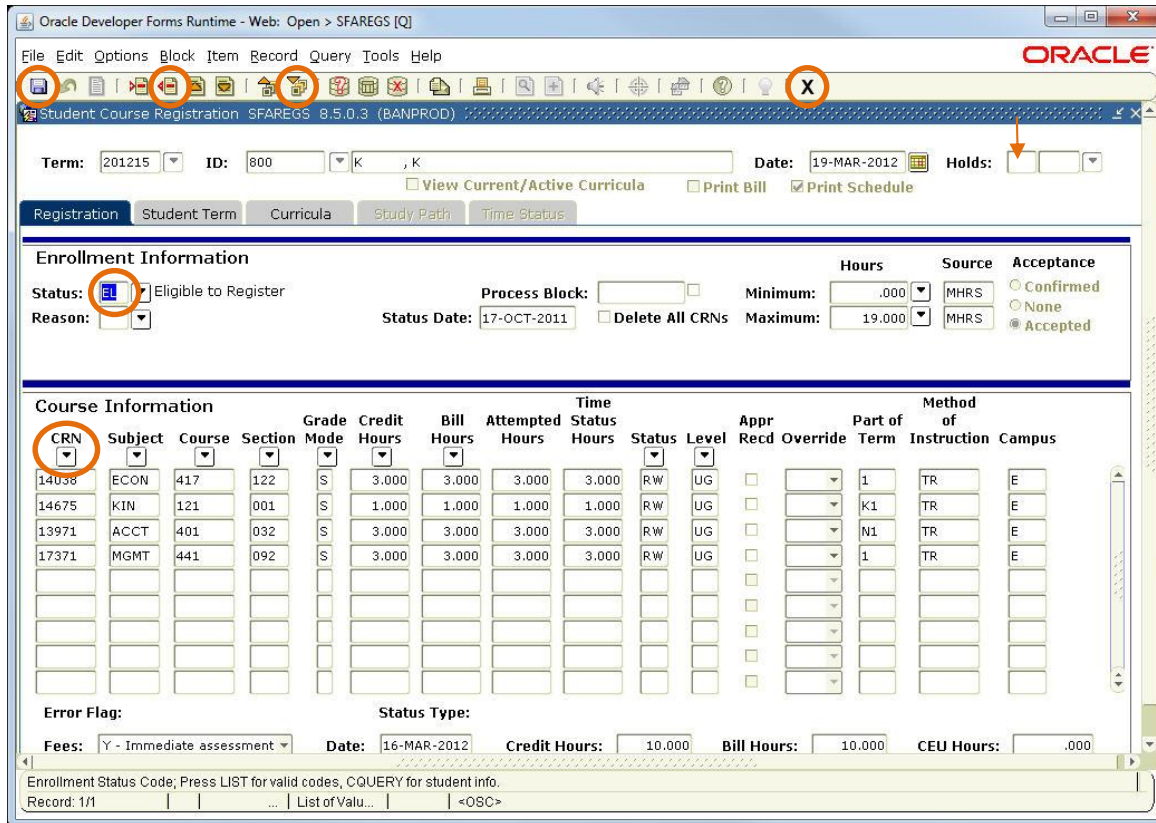 Oracle Developer Forms Runtime - Web: Open > SFAREGS [Q]
File Edit Options Block Item Record Query Tools Help
ORACLE
X
Student Course Registration SFAREGS 8.5.0.3 (BANPROD)
Term: 201215 ID: 800 K , K Date: 19-MAR-2012 Holds:
View Current/Active Curricula Print Bill Print Schedule
Registration Student Term Curricula Study Path Time Status
Enrollment Information
Hours Source Acceptance
Status: EL Eligible to Register Process Block: Minimum: .000 MHRS Confirmed
None
Reason: Status Date: 17-OCT-2011 Delete All CRNs Maximum: 19.000 MHRS Accepted
Course Information
Time Method
Grade Credit Bill Attempted Status Appr Part of of
CRN Subject Course Section Mode Hours Hours Hours Hours Status Level Recd Override Term Instruction Campus
14038 ECON 417 122 S 3.000 3.000 3.000 3.000 RW UG 1 TR E
14675 KIN 121 001 S 1.000 1.000 1.000 1.000 RW UG K1 TR E
13971 ACCT 401 032 S 3.000 3.000 3.000 3.000 RW UG N1 TR E
17371 MGMT 441 092 S 3.000 3.000 3.000 3.000 RW UG 1 TR E
Error Flag: Status Type:
Fees: Y - Immediate assessment Date: 16-MAR-2012 Credit Hours: 10.000 Bill Hours: 10.000 CEU Hours: .000
Enrollment Status Code; Press LIST for valid codes, CQUERY for student info.
Record: 1/1 ... List of Valu... <OSC>